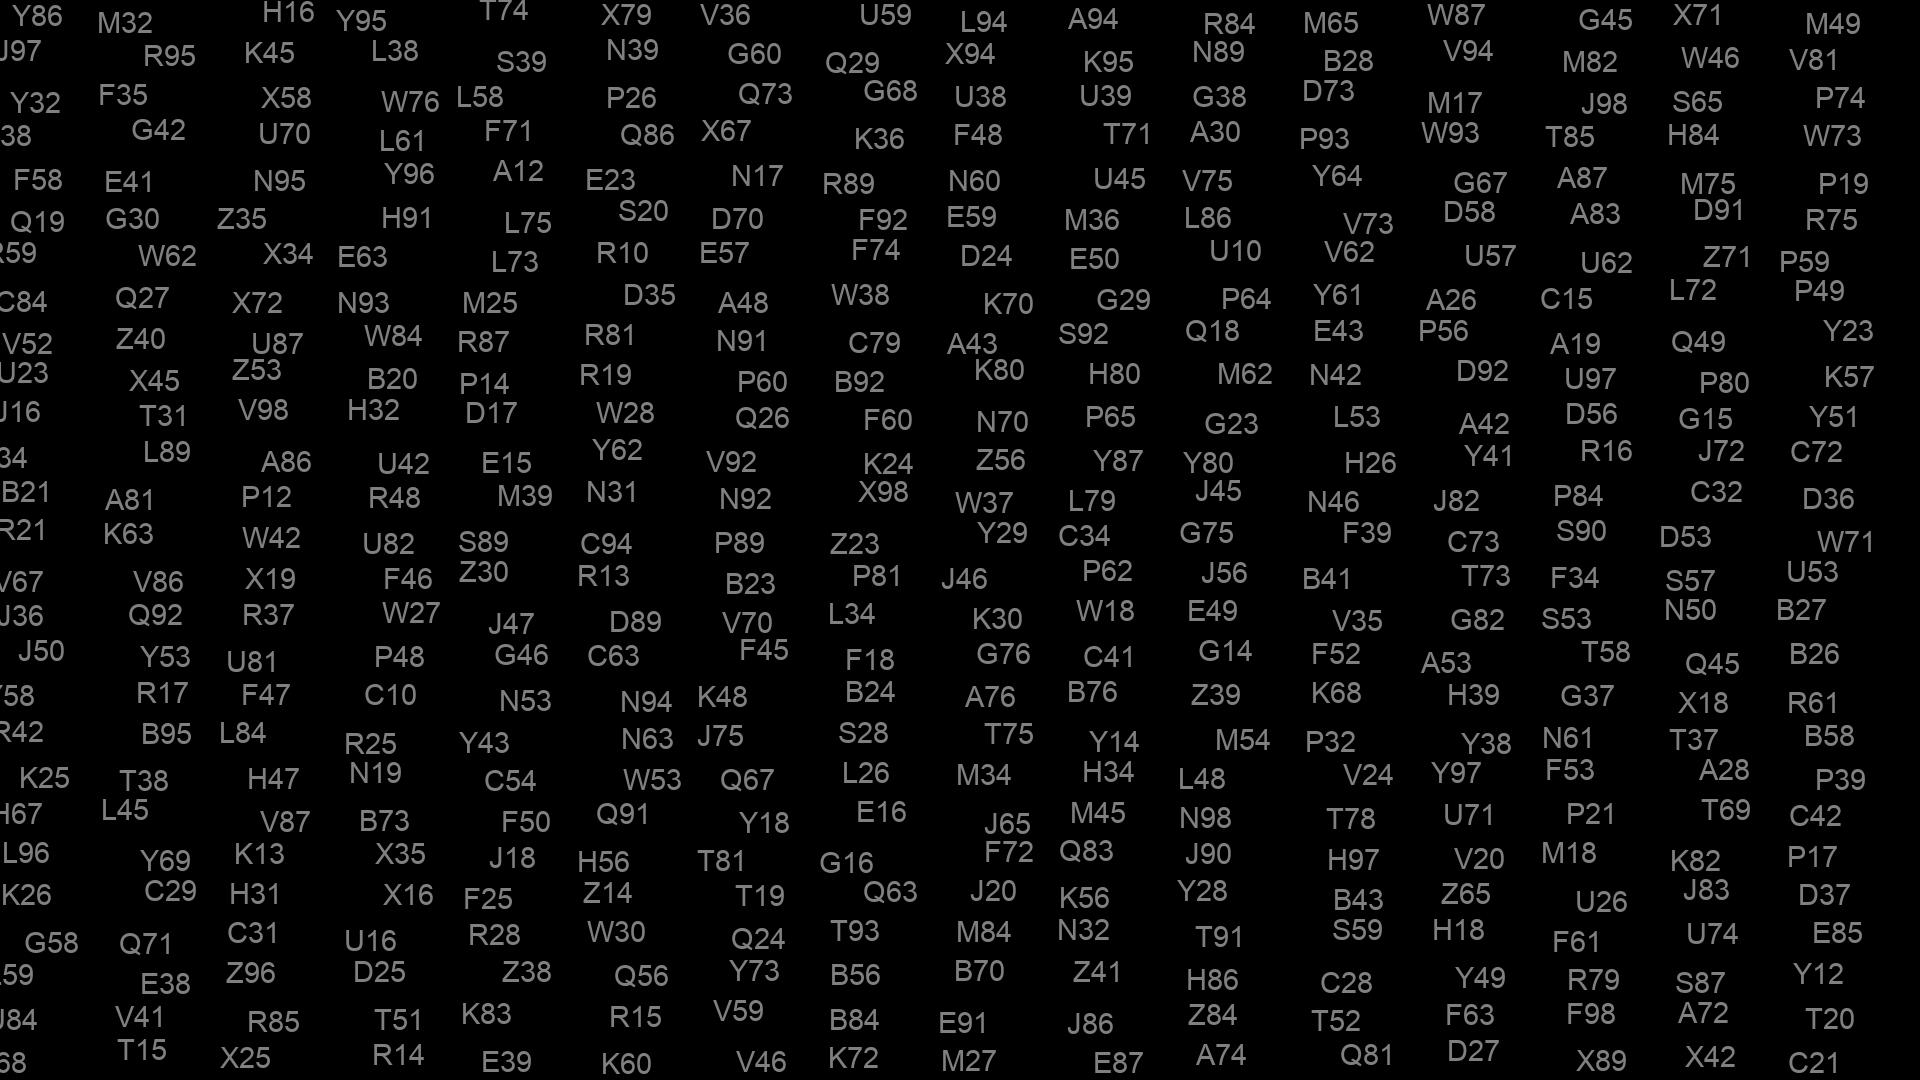 Y86 M32 H16 Y95 T74 X79 V36 U59 L94 A94 R84 M65 W87 G45 X71 M49
J97 R95 K45 L38 S39 N39 G60 Q29 X94 K95 N89 B28 V94 M82 W46 V81
Y32 F35 X58 W76 L58 P26 Q73 G68 U38 U39 G38 D73 M17 J98 S65 P74
38 G42 U70 L61 F71 Q86 X67 K36 F48 T71 A30 P93 W93 T85 H84 W73
F58 E41 N95 Y96 A12 E23 N17 R89 N60 U45 V75 Y64 G67 A87 M75 P19
Q19 G30 Z35 H91 L75 S20 D70 F92 E59 M36 L86 V73 D58 A83 D91 R75
R59 W62 X34 E63 L73 R10 E57 F74 D24 E50 U10 V62 U57 U62 Z71 P59
C84 Q27 X72 N93 M25 D35 A48 W38 K70 G29 P64 Y61 A26 C15 L72 P49
V52 Z40 U87 W84 R87 R81 N91 C79 A43 S92 Q18 E43 P56 A19 Q49 Y23
U23 X45 Z53 B20 P14 R19 P60 B92 K80 H80 M62 N42 D92 U97 P80 K57
J16 T31 V98 H32 D17 W28 Q26 F60 N70 P65 G23 L53 A42 D56 G15 Y51
34 L89 A86 U42 E15 Y62 V92 K24 Z56 Y87 Y80 H26 Y41 R16 J72 C72
B21 A81 P12 R48 M39 N31 N92 X98 W37 L79 J45 N46 J82 P84 C32 D36
R21 K63 W42 U82 S89 C94 P89 Z23 Y29 C34 G75 F39 C73 S90 D53 W71
V67 V86 X19 F46 Z30 R13 B23 P81 J46 P62 J56 B41 T73 F34 S57 U53
J36 Q92 R37 W27 J47 D89 V70 L34 K30 W18 E49 V35 G82 S53 N50 B27
J50 Y53 U81 P48 G46 C63 F45 F18 G76 C41 G14 F52 A53 T58 Q45 B26
Y58 R17 F47 C10 N53 N94 K48 B24 A76 B76 Z39 K68 H39 G37 X18 R61
R42 B95 L84 R25 Y43 N63 J75 S28 T75 Y14 M54 P32 Y38 N61 T37 B58
K25 T38 H47 N19 C54 W53 Q67 L26 M34 H34 L48 V24 Y97 F53 A28 P39
H67 L45 V87 B73 F50 Q91 Y18 E16 J65 M45 N98 T78 U71 P21 T69 C42
L96 Y69 K13 X35 J18 H56 T81 G16 F72 Q83 J90 H97 V20 M18 K82 P17
K26 C29 H31 X16 F25 Z14 T19 Q63 J20 K56 Y28 B43 Z65 U26 J83 D37
G58 Q71 C31 U16 R28 W30 Q24 T93 M84 N32 T91 S59 H18 F61 U74 E85
59 E38 Z96 D25 Z38 Q56 Y73 B56 B70 Z41 H86 C28 Y49 R79 S87 Y12
J84 V41 R85 T51 K83 R15 V59 B84 E91 J86 Z84 T52 F63 F98 A72 T20
68 T15 X25 R14 E39 K60 V46 K72 M27 E87 A74 Q81 D27 X89 X42 C21